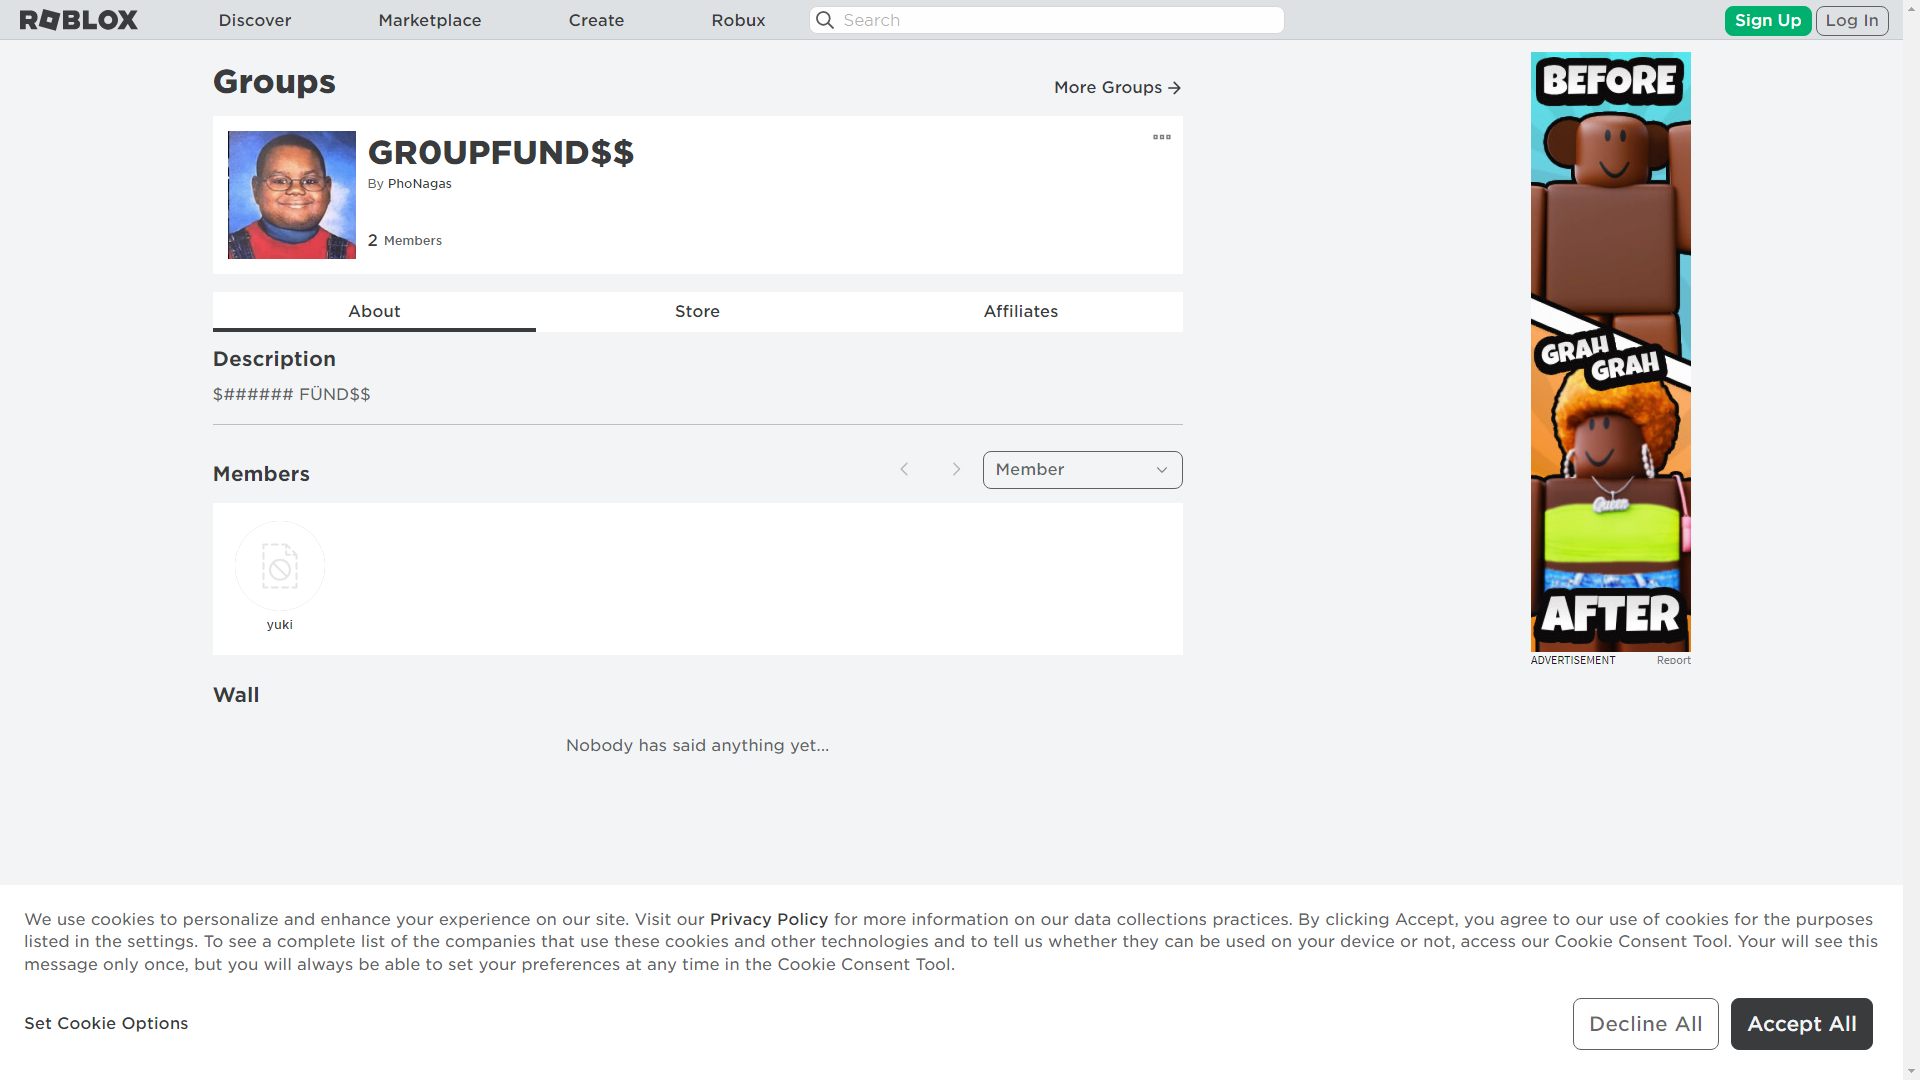 ROBLOX
Discover
Marketplace
Create
Robux
Search
Sign Up
Log In
Groups
More Groups
GR0UPFUND$$
By PhoNagas
2 Members
About
Store
Affiliates
Description
$###### FÜND$$
Members
Member
yuki
Wall
Nobody has said anything yet...
BEFORE
GRAH
GRAH
Queen
AFTER
ADVERTISEMENT
Report
We use cookies to personalize and enhance your experience on our site. Visit our Privacy Policy for more information on our data collections practices. By clicking Accept, you agree to our use of cookies for the purposes
listed in the settings. To see a complete list of the companies that use these cookies and other technologies and to tell us whether they can be used on your device or not, access our Cookie Consent Tool. Your will see this
message only once, but you will always be able to set your preferences at any time in the Cookie Consent Tool.
Set Cookie Options
Decline All
Accept All